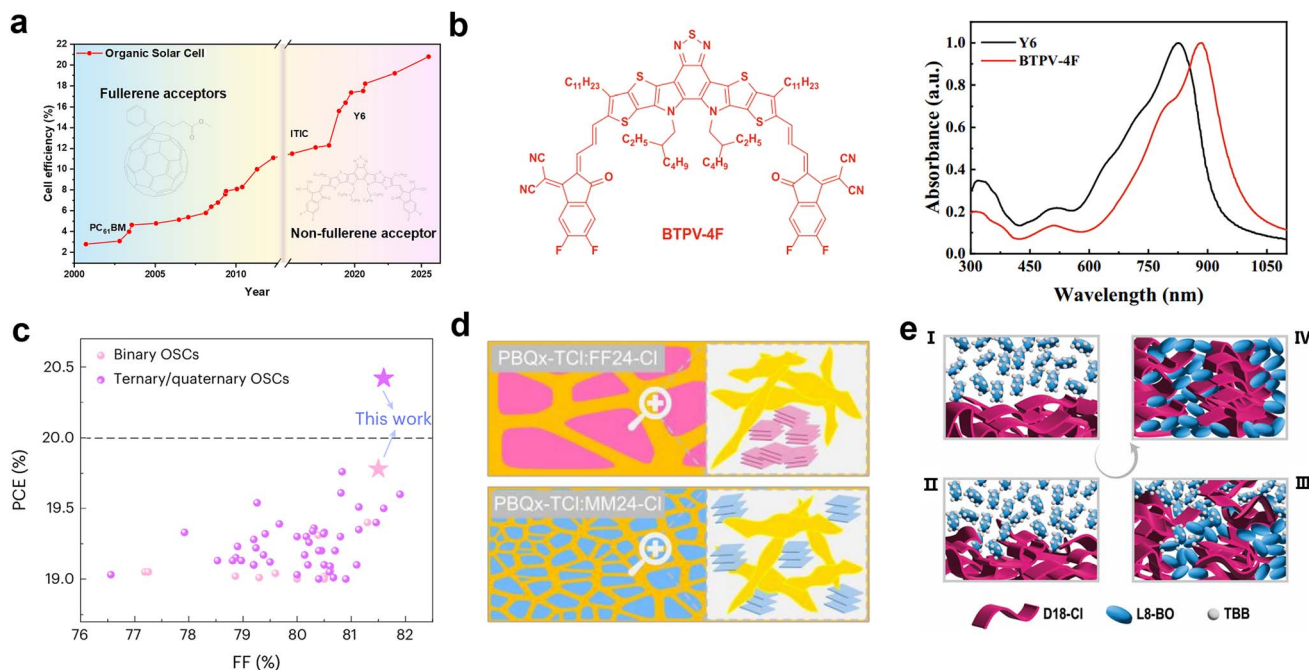 a
Organic Solar Cell
Fullerene acceptors
Non-fullerene acceptor
PC₆₁BM
ITIC
Y6
Cell efficiency (%)
22
20
18
16
14
12
10
8
6
4
2
2000
2005
2010
2020
2025
Year
b
N
S
N
C₁₁H₂₃
S
S
C₁₁H₂₃
S
N
N
S
C₂H₅
C₂H₅
C₄H₉
C₄H₉
NC
NC
O
O
CN
CN
F
F
F
F
BTPV-4F
Y6
BTPV-4F
Absorbance (a.u.)
1.0
0.8
0.6
0.4
0.2
0.0
300
450
600
750
900
1050
Wavelength (nm)
c
Binary OSCs
Ternary/quaternary OSCs
This work
PCE (%)
20.5
20.0
19.5
19.0
76
77
78
79
80
81
82
FF (%)
d
PBQx-TCl:FF24-Cl
PBQx-TCl:MM24-Cl
e
I
IV
II
III
D18-Cl
L8-BO
TBB